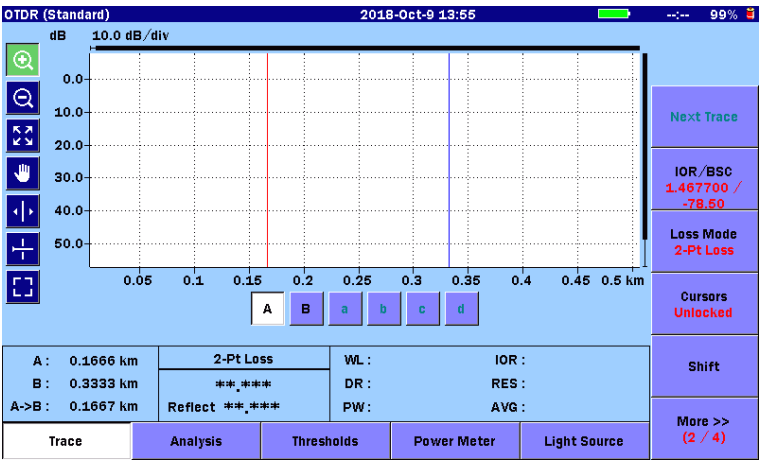 OTDR (Standard) 2018-Oct-9 13:55 --:-- 99%
dB 10.0 dB/div
0.0
10.0
20.0
30.0
40.0
50.0
0.05 0.1 0.15 0.2 0.25 0.3 0.35 0.4 0.45 0.5 km
A B a b c d
A : 0.1666 km
B : 0.3333 km
A->B : 0.1667 km
2-Pt Loss
**.***
Reflect **.***
WL : IOR :
DR : RES :
PW : AVG :
Next Trace
IOR/BSC
1.467700 /
-78.50
Loss Mode
2-Pt Loss
Cursors
Unlocked
Shift
More >>
(2 / 4)
Trace Analysis Thresholds Power Meter Light Source